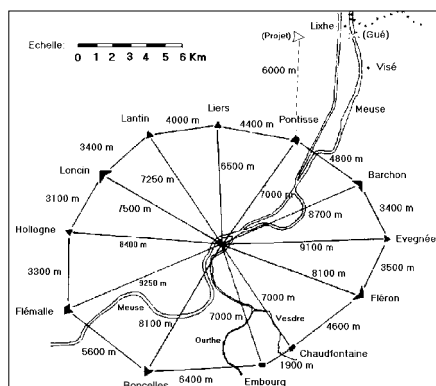 Echelle:
0 1 2 3 4 5 6 Km
(Projet)
Lixhe
(Gué)
Visé
6000 m
Meuse
Liers
Lantin
4000 m
4400 m
Pontisse
3400 m
4800 m
Loncin
7250 m
6500 m
Barchon
3100 m
7500 m
7000 m
8700 m
3400 m
Hollogne
8400 m
9100 m
Evegnée
3300 m
9250 m
8100 m
3500 m
Flémalle
Meuse
8100 m
7000 m
7000 m
Fléron
Vesdre
4600 m
5600 m
Ourthe
Chaudfontaine
1900 m
Boncelles
6400 m
Embourg